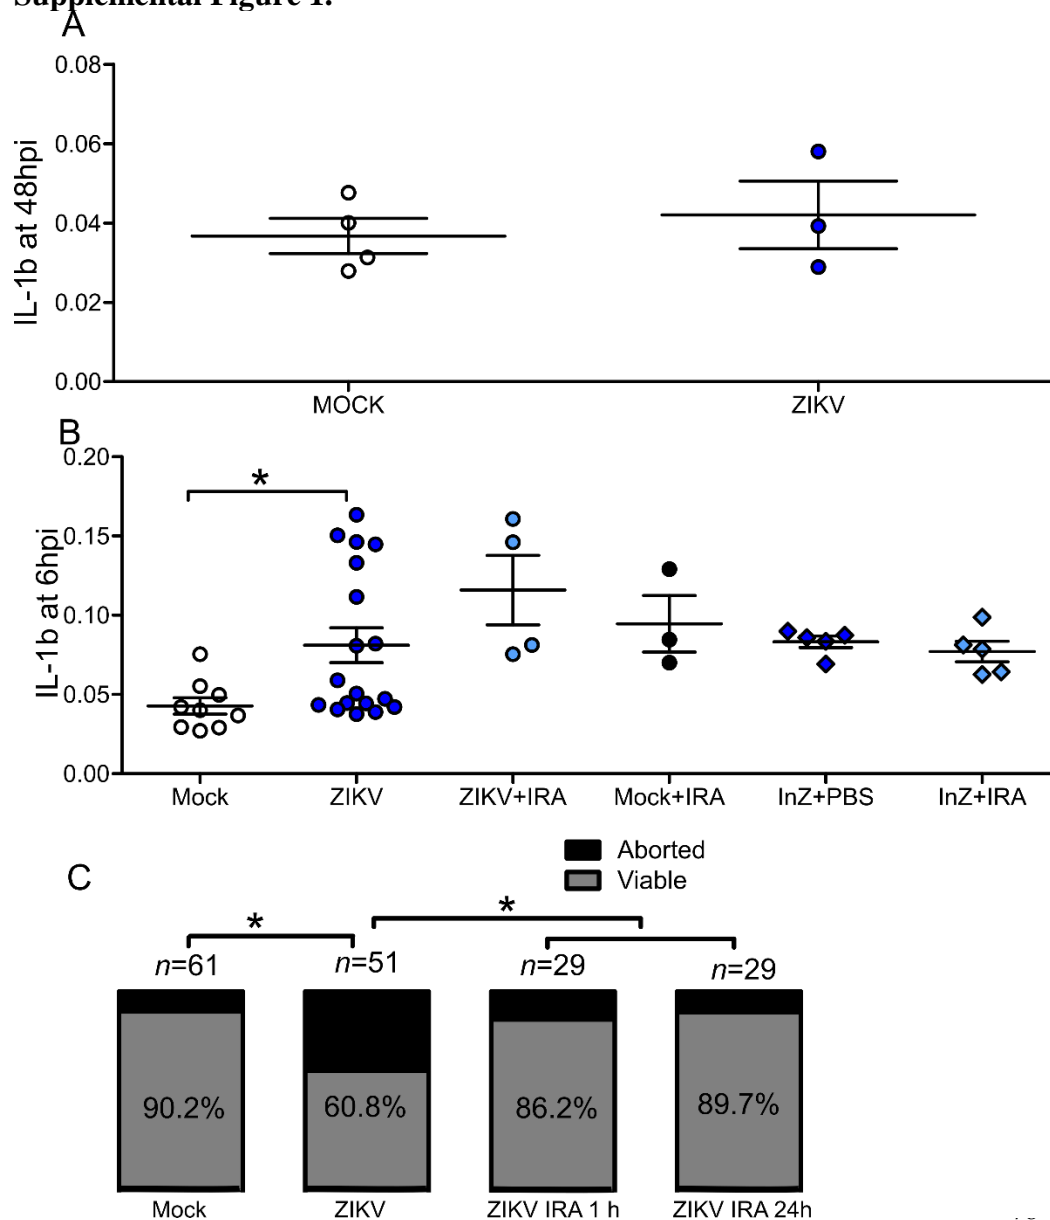 Supplemental Figure 1.
A
IL-1b at 48hpi
0.08
0.06
0.04
0.02
0.00
MOCK ZIKV
B
IL-1b at 6hpi
0.20
0.15
0.10
0.05
0.00
*
Mock ZIKV ZIKV+IRA Mock+IRA InZ+PBS InZ+IRA
C
Aborted
Viable
* *
n=61 n=51 n=29 n=29
90.2% 60.8% 86.2% 89.7%
Mock ZIKV ZIKV IRA 1 h ZIKV IRA 24h